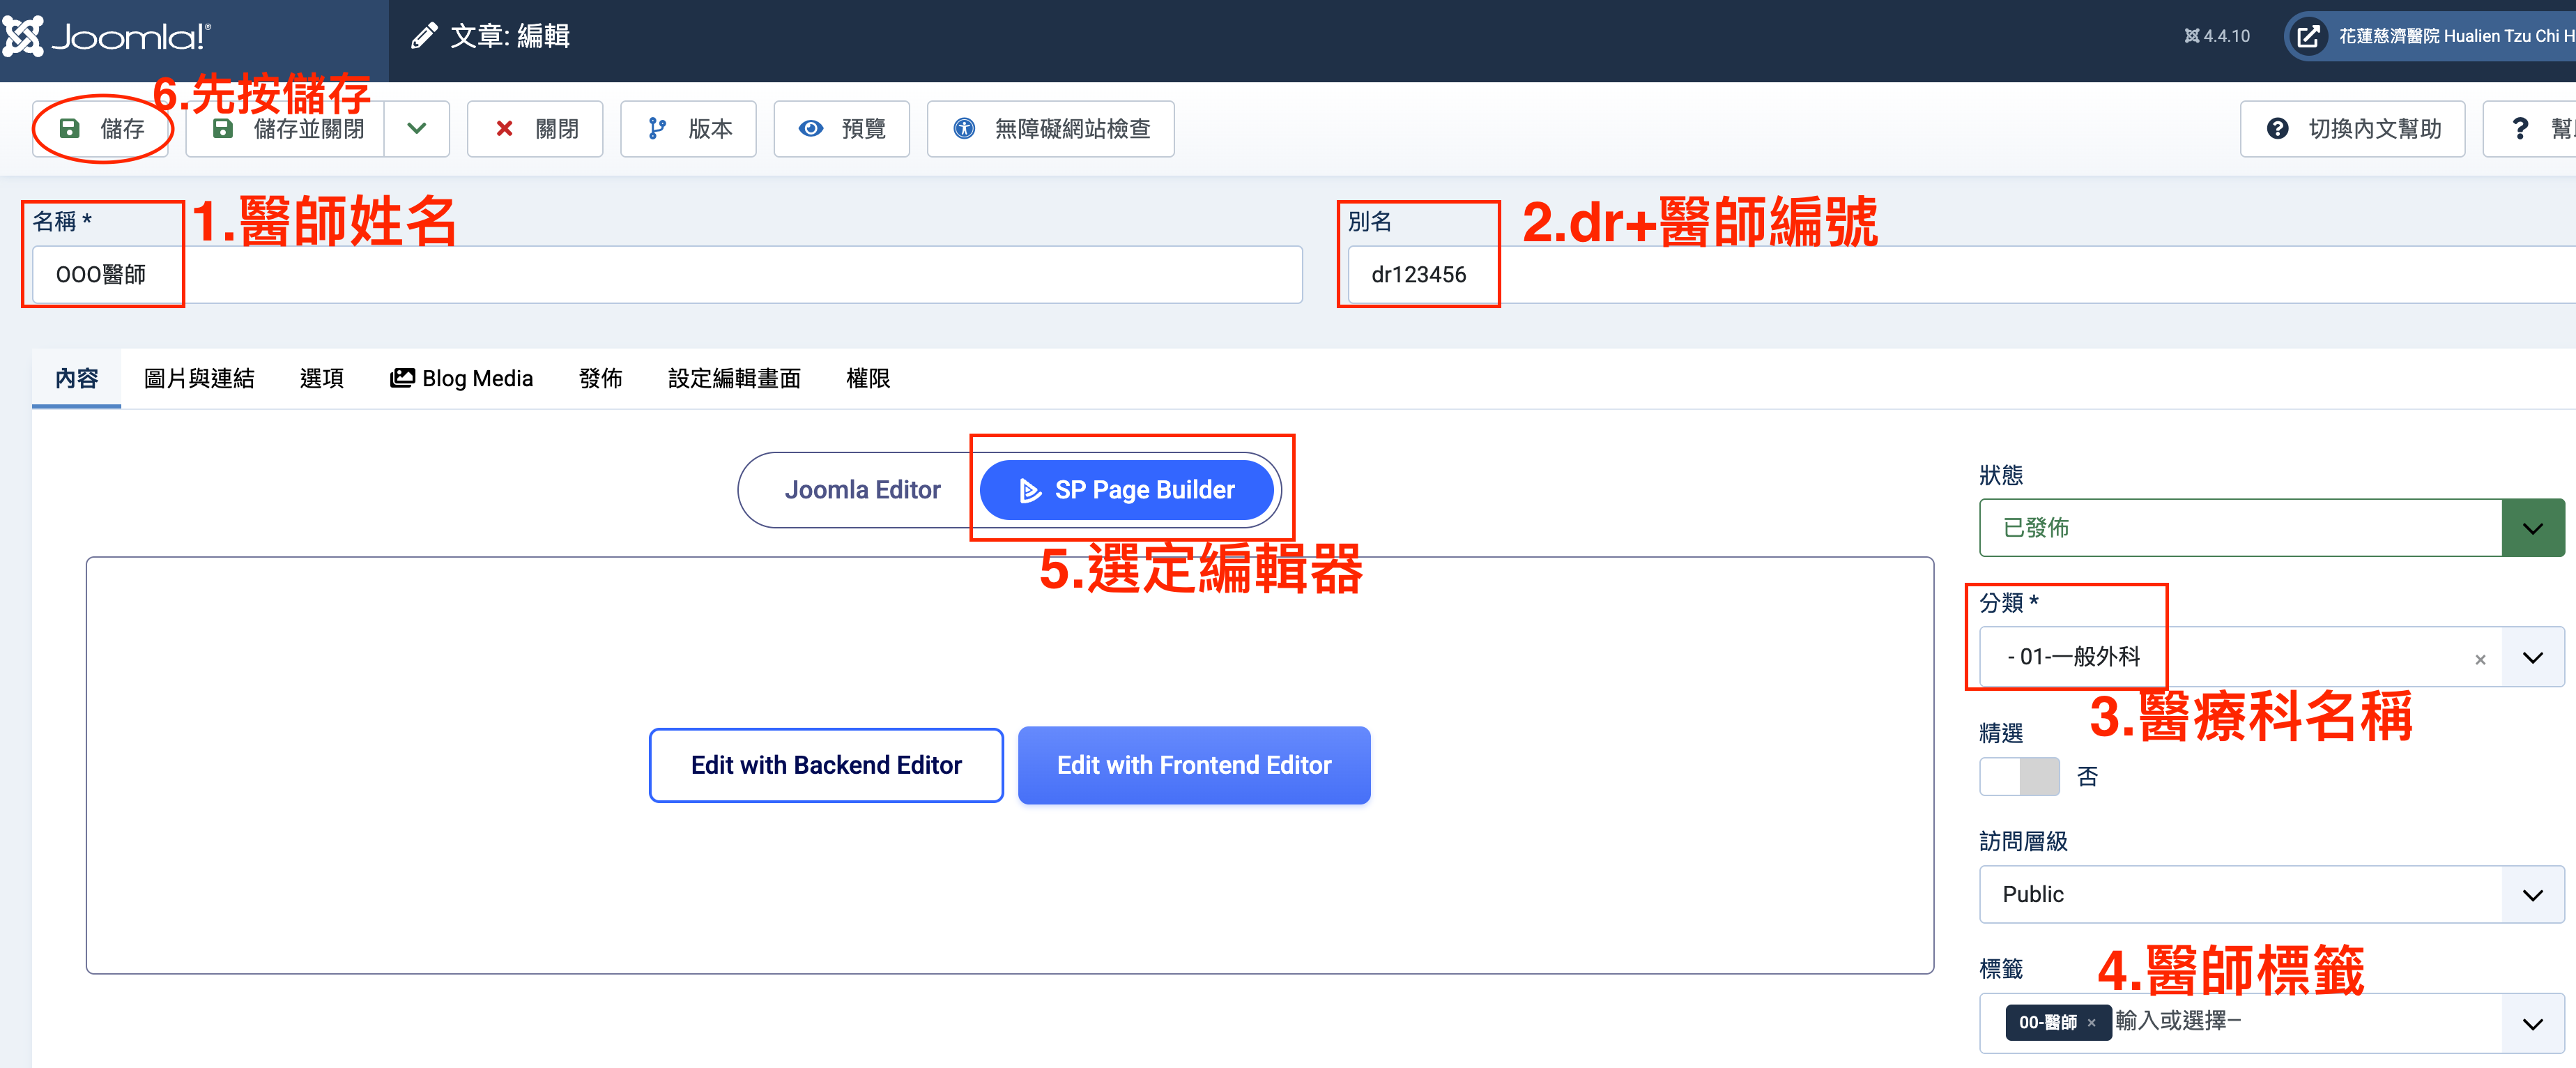 Joomla!®
文章: 編輯
4.4.10
花蓮慈濟醫院 Hualien Tzu Chi H
6.先按儲存
儲存
儲存並關閉
關閉
版本
預覽
無障礙網站檢查
切換內文幫助
名稱 *
1.醫師姓名
別名
2.dr+醫師編號
OOO醫師
dr123456
內容
圖片與連結
選項
Blog Media
發佈
設定編輯畫面
權限
Joomla Editor
SP Page Builder
5.選定編輯器
Edit with Backend Editor
Edit with Frontend Editor
狀態
已發佈
分類 *
- 01-一般外科
3.醫療科名稱
精選
否
訪問層級
Public
標籤
4.醫師標籤
00-醫師 ×
輸入或選擇—